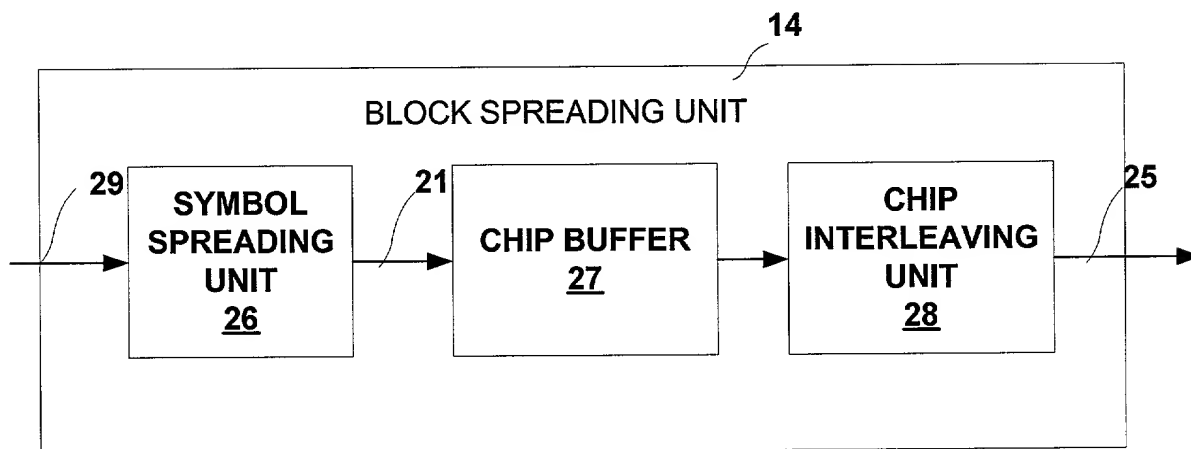 14
BLOCK SPREADING UNIT
29
SYMBOL
SPREADING
UNIT
26
21
CHIP BUFFER
27
CHIP
INTERLEAVING
UNIT
28
25